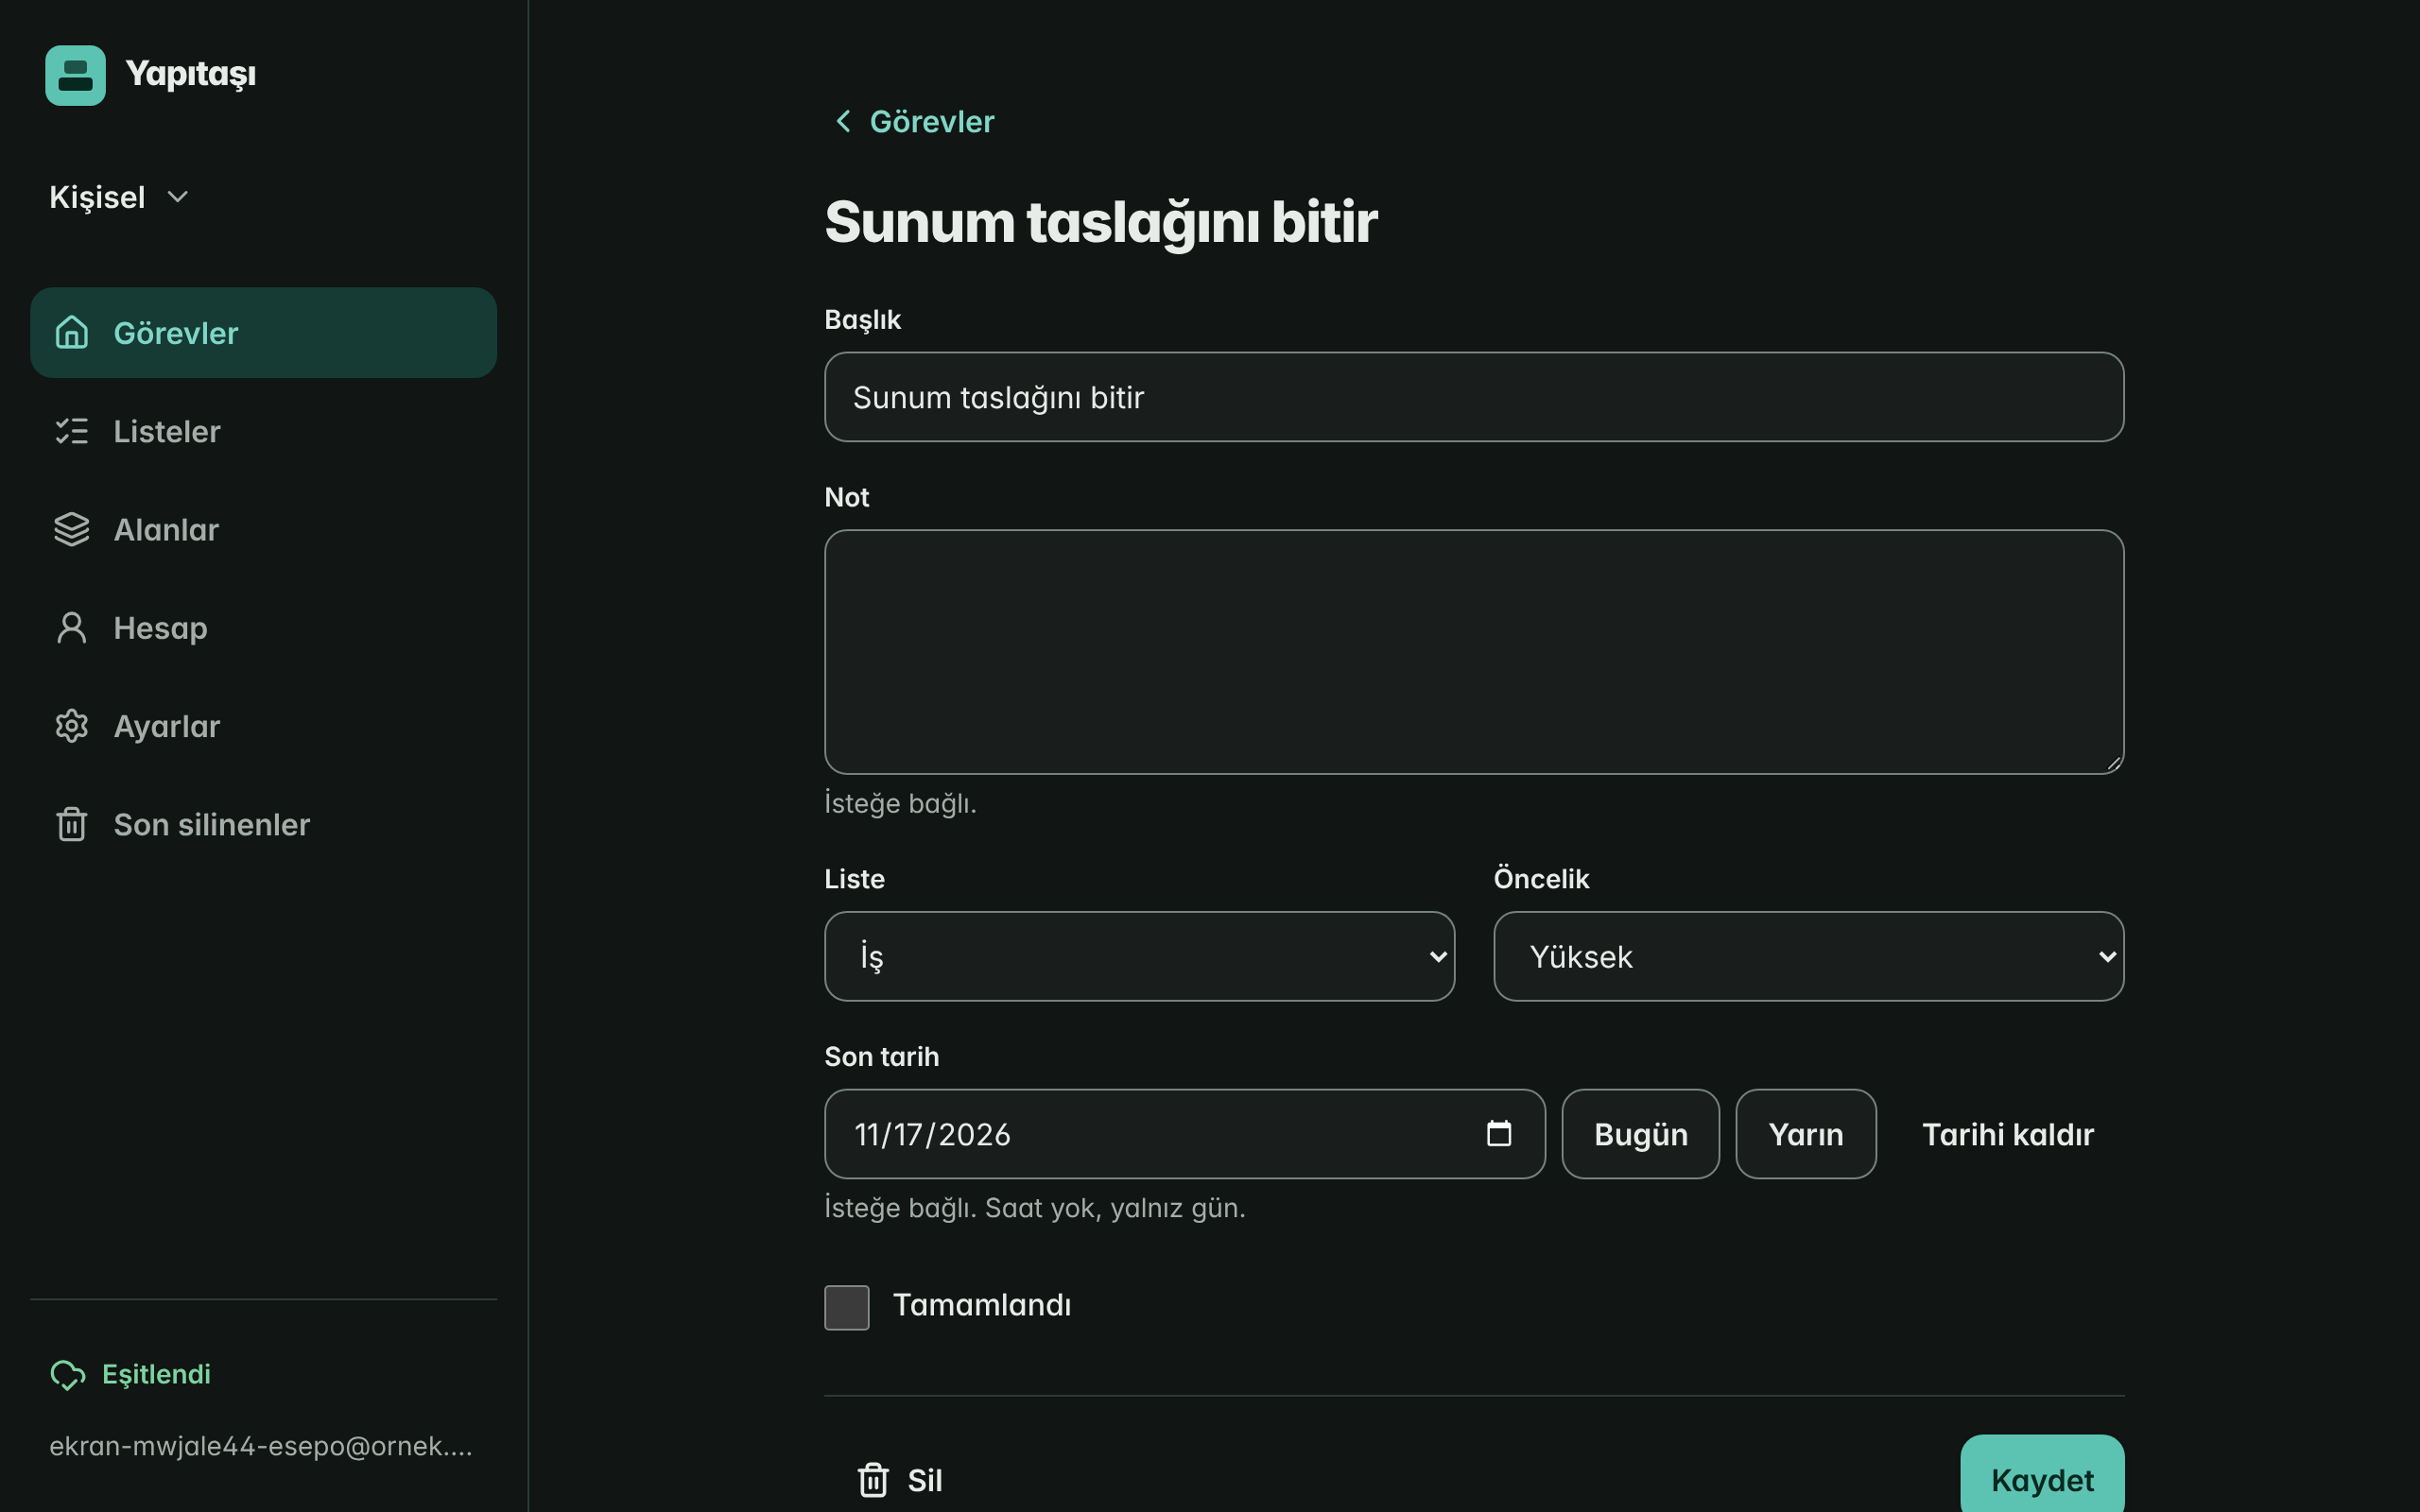 Yapıtaşı
Kişisel
Görevler
Listeler
Alanlar
Hesap
Ayarlar
Son silinenler
Eşitlendi
ekran-mwjale44-esepo@ornek....
Görevler
Sunum taslağını bitir
Başlık
Sunum taslağını bitir
Not
İsteğe bağlı.
Liste
Öncelik
İş
Yüksek
Son tarih
11/17/2026
Bugün
Yarın
Tarihi kaldır
İsteğe bağlı. Saat yok, yalnız gün.
Tamamlandı
Sil
Kaydet